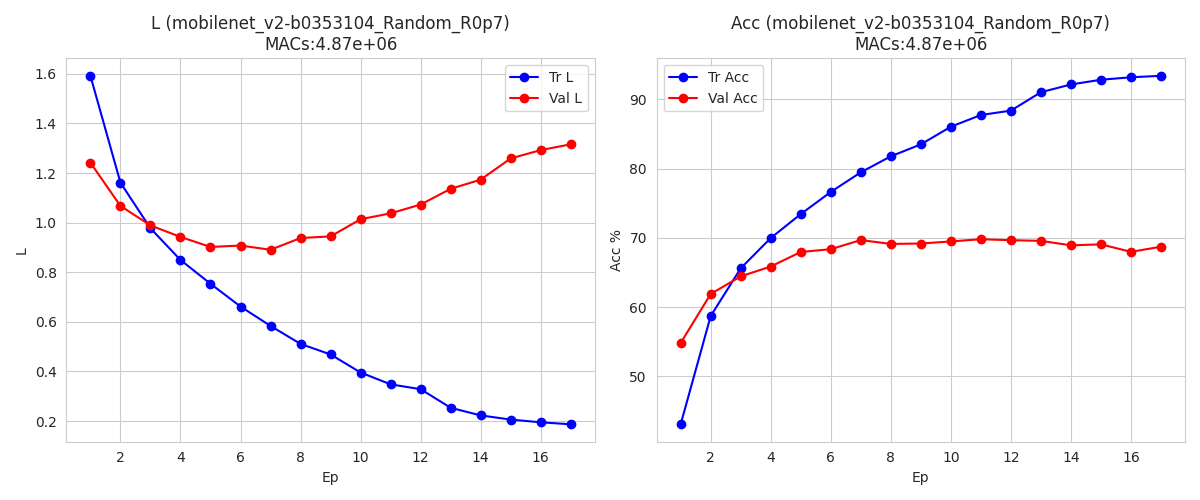 L (mobilenet_v2-b0353104_Random_R0p7)
MACs:4.87e+06
1.6
1.4
1.2
1.0
0.8
0.6
0.4
0.2
L
Tr L
Val L
2 4 6 8 10 12 14 16
Ep
Acc (mobilenet_v2-b0353104_Random_R0p7)
MACs:4.87e+06
90
80
70
60
50
Acc %
Tr Acc
Val Acc
2 4 6 8 10 12 14 16
Ep